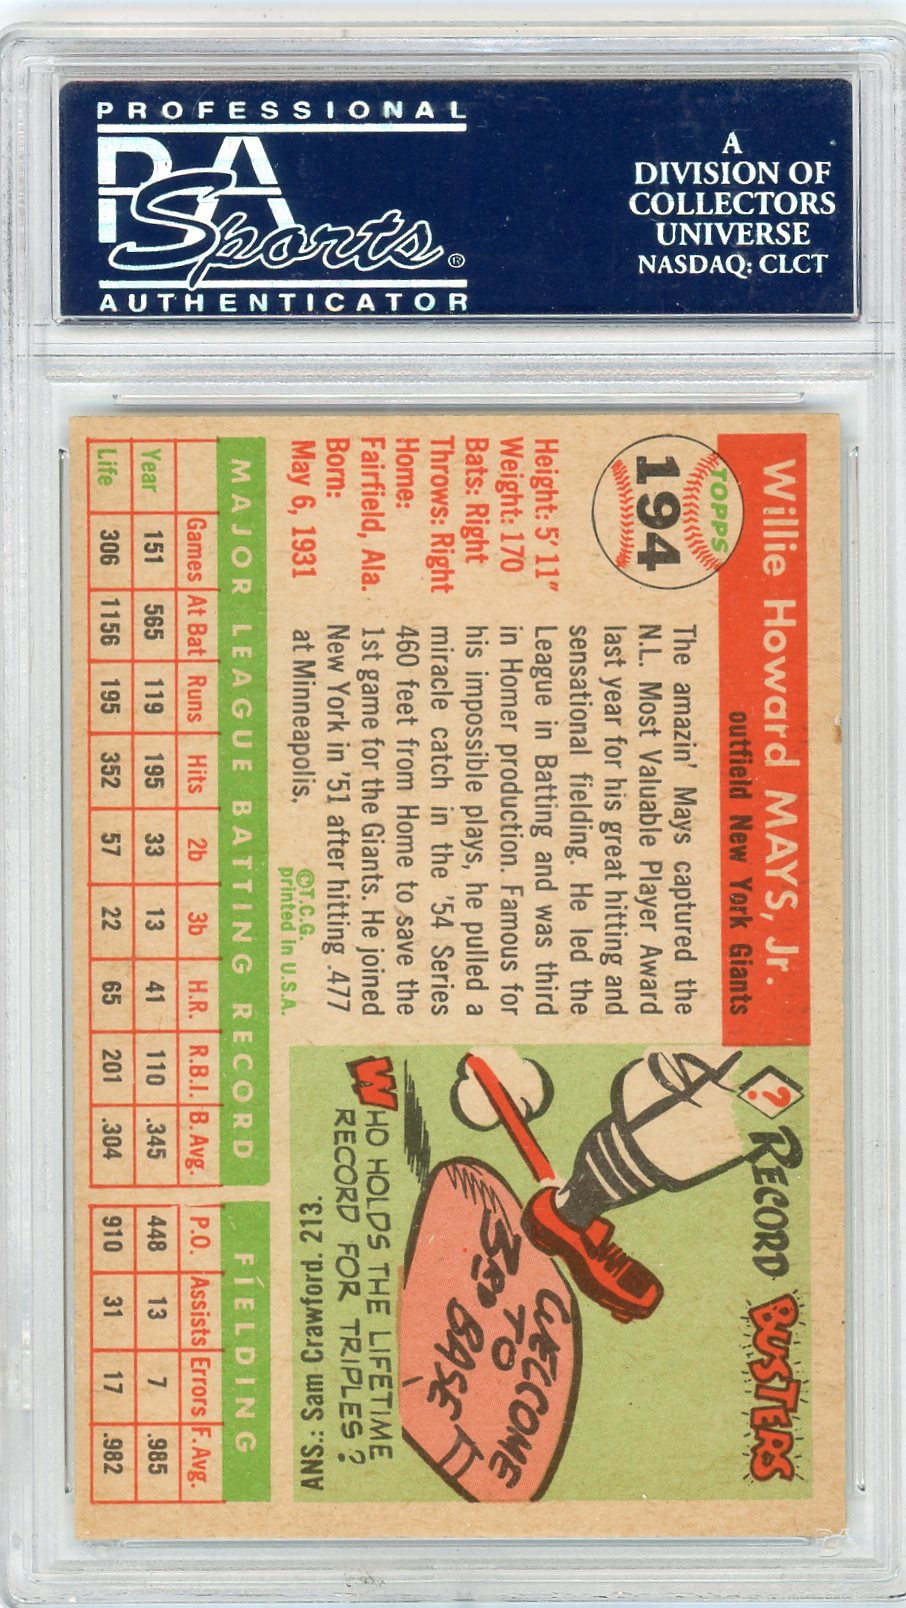 PROFESSIONAL
PSA
Sports®
AUTHENTICATOR
A
DIVISION OF
COLLECTORS
UNIVERSE
NASDAQ: CLCT
TOPPS
194
Willie Howard MAYS, Jr.
outfield New York Giants
Height: 5' 11"
Weight: 170
Bats: Right
Throws: Right
Home:
Fairfield, Ala.
Born:
May 6, 1931
The amazin' Mays captured the
N.L. Most Valuable Player Award
last year for his great hitting and
sensational fielding. He led the
League in Batting and was third
in Homer production. Famous for
his impossible plays, he pulled a
miracle catch in the '54 Series
460 feet from Home to save the
1st game for the Giants. He joined
New York in '51 after hitting .477
at Minneapolis.
©T.C.G.
printed in U.S.A.
? RECORD BUSTERS
WELCOME
TO
3RD BASE
WHO HOLDS THE LIFETIME
RECORD FOR TRIPLES?
ANS.: Sam Crawford, 213.
MAJOR LEAGUE BATTING RECORD FIELDING
Games At Bat Runs Hits 2b 3b H.R. R.B.I. B. Avg. P.O. Assists Errors F. Avg.
Year 151 565 119 195 33 13 41 110 .345 448 13 7 .985
Life 306 1156 195 352 57 22 65 201 .304 910 31 17 .982